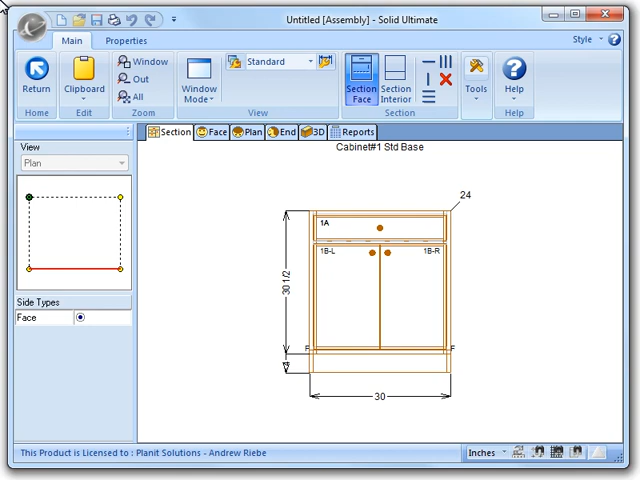 Untitled [Assembly] - Solid Ultimate
Main
Properties
Style
Return
Clipboard
Window
Out
All
Window
Mode
Standard
Section
Face
Section
Interior
Tools
Help
Home
Edit
Zoom
View
Section
Help
Section
Face
Plan
End
3D
Reports
View
Plan
Side Types
Face
Cabinet#1 Std Base
24
1A
1B-L
1B-R
30 1/2
F
F
4
30
This Product is Licensed to : Planit Solutions - Andrew Riebe
Inches